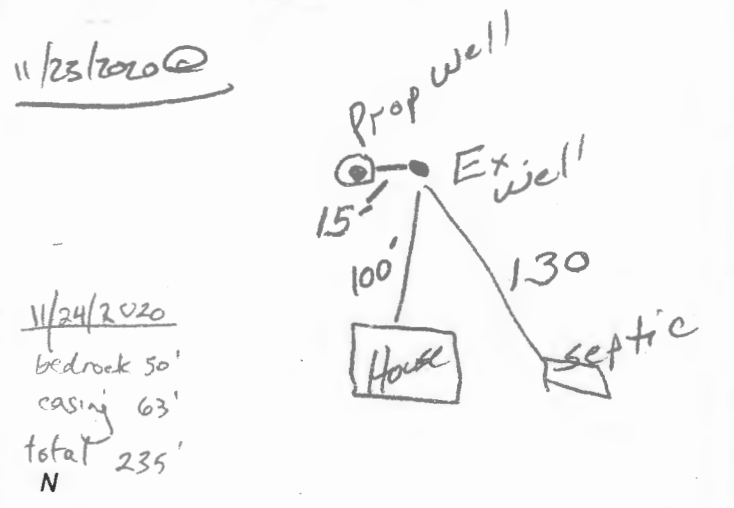 11/23/2020
Prop well
Ex well
15'
100'
130
House
septic
11/24/2020
bedrock 50'
casing 63'
total 235'
N